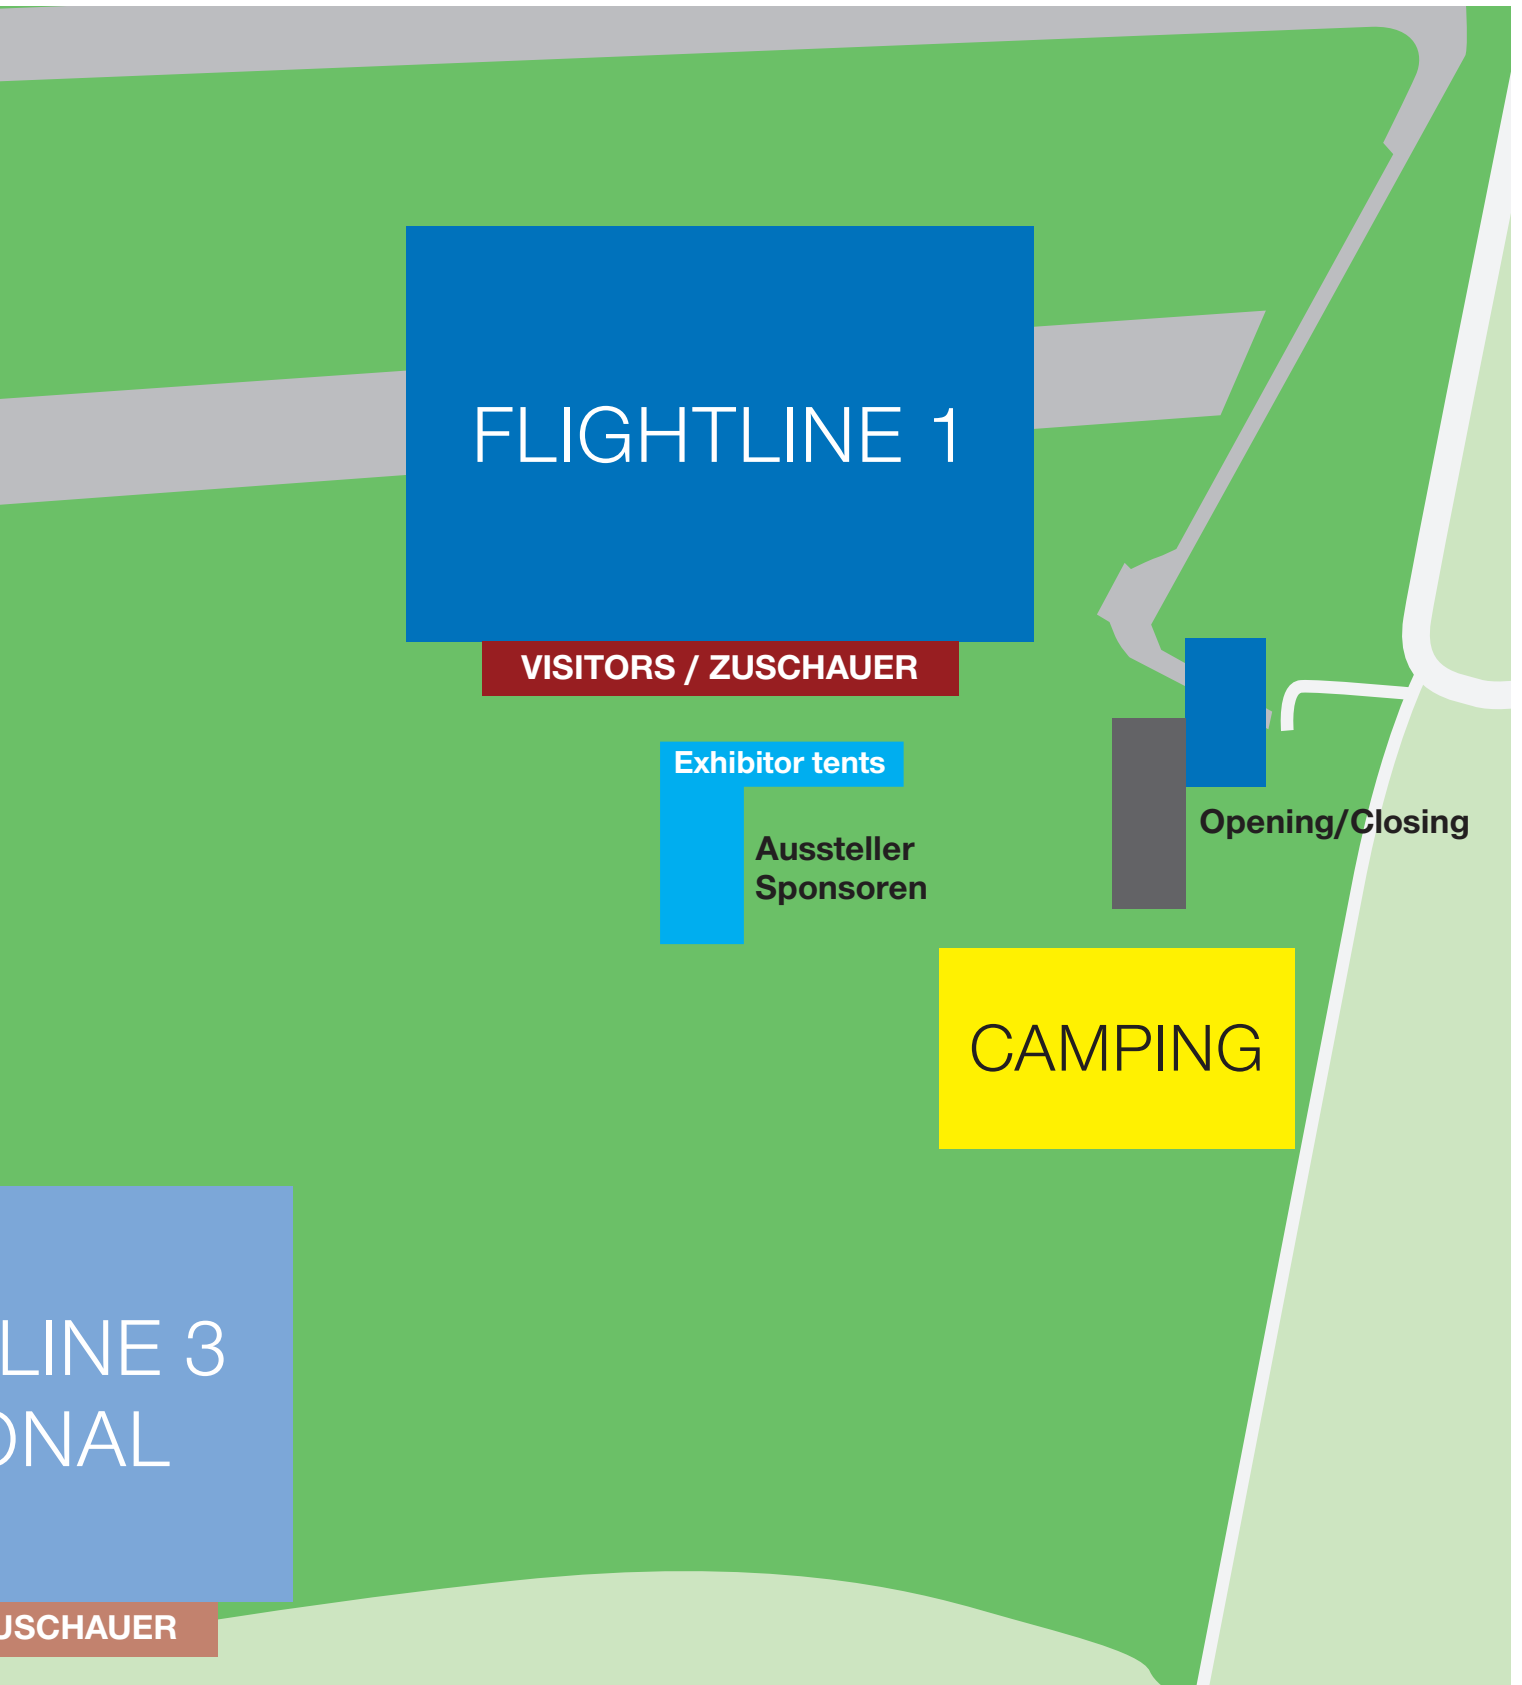 FLIGHTLINE 1
VISITORS / ZUSCHAUER
Exhibitor tents
Aussteller
Sponsoren
Opening/Closing
CAMPING
LINE 3
ONAL
USCHAUER